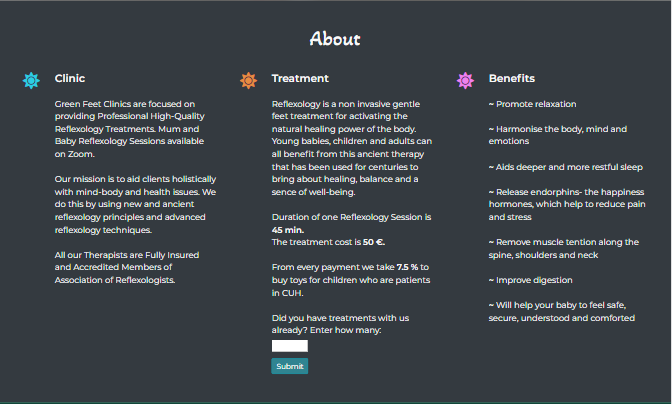 About
Clinic
Green Feet Clinics are focused on
providing Professional High-Quality
Reflexology Treatments. Mum and
Baby Reflexology Sessions available
on Zoom.
Our mission is to aid clients holistically
with mind-body and health issues. We
do this by using new and ancient
reflexology principles and advanced
reflexology techniques.
All our Therapists are Fully Insured
and Accredited Members of
Association of Reflexologists.
Treatment
Reflexology is a non invasive gentle
feet treatment for activating the
natural healing power of the body.
Young babies, children and adults can
all benefit from this ancient therapy
that has been used for centuries to
bring about healing, balance and a
sence of well-being.
Duration of one Reflexology Session is
45 min.
The treatment cost is 50 €.
From every payment we take 7.5 % to
buy toys for children who are patients
in CUH.
Did you have treatments with us
already? Enter how many:
Submit
Benefits
~ Promote relaxation
~ Harmonise the body, mind and
emotions
~ Aids deeper and more restful sleep
~ Release endorphins- the happiness
hormones, which help to reduce pain
and stress
~ Remove muscle tention along the
spine, shoulders and neck
~ Improve digestion
~ Will help your baby to feel safe,
secure, understood and comforted